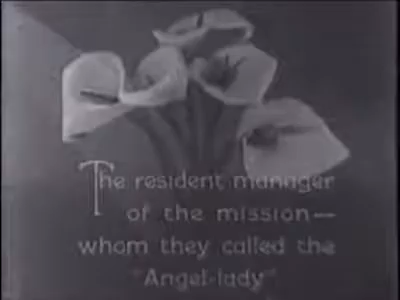 The resident manager
of the mission—
whom they called the
"Angel-lady"